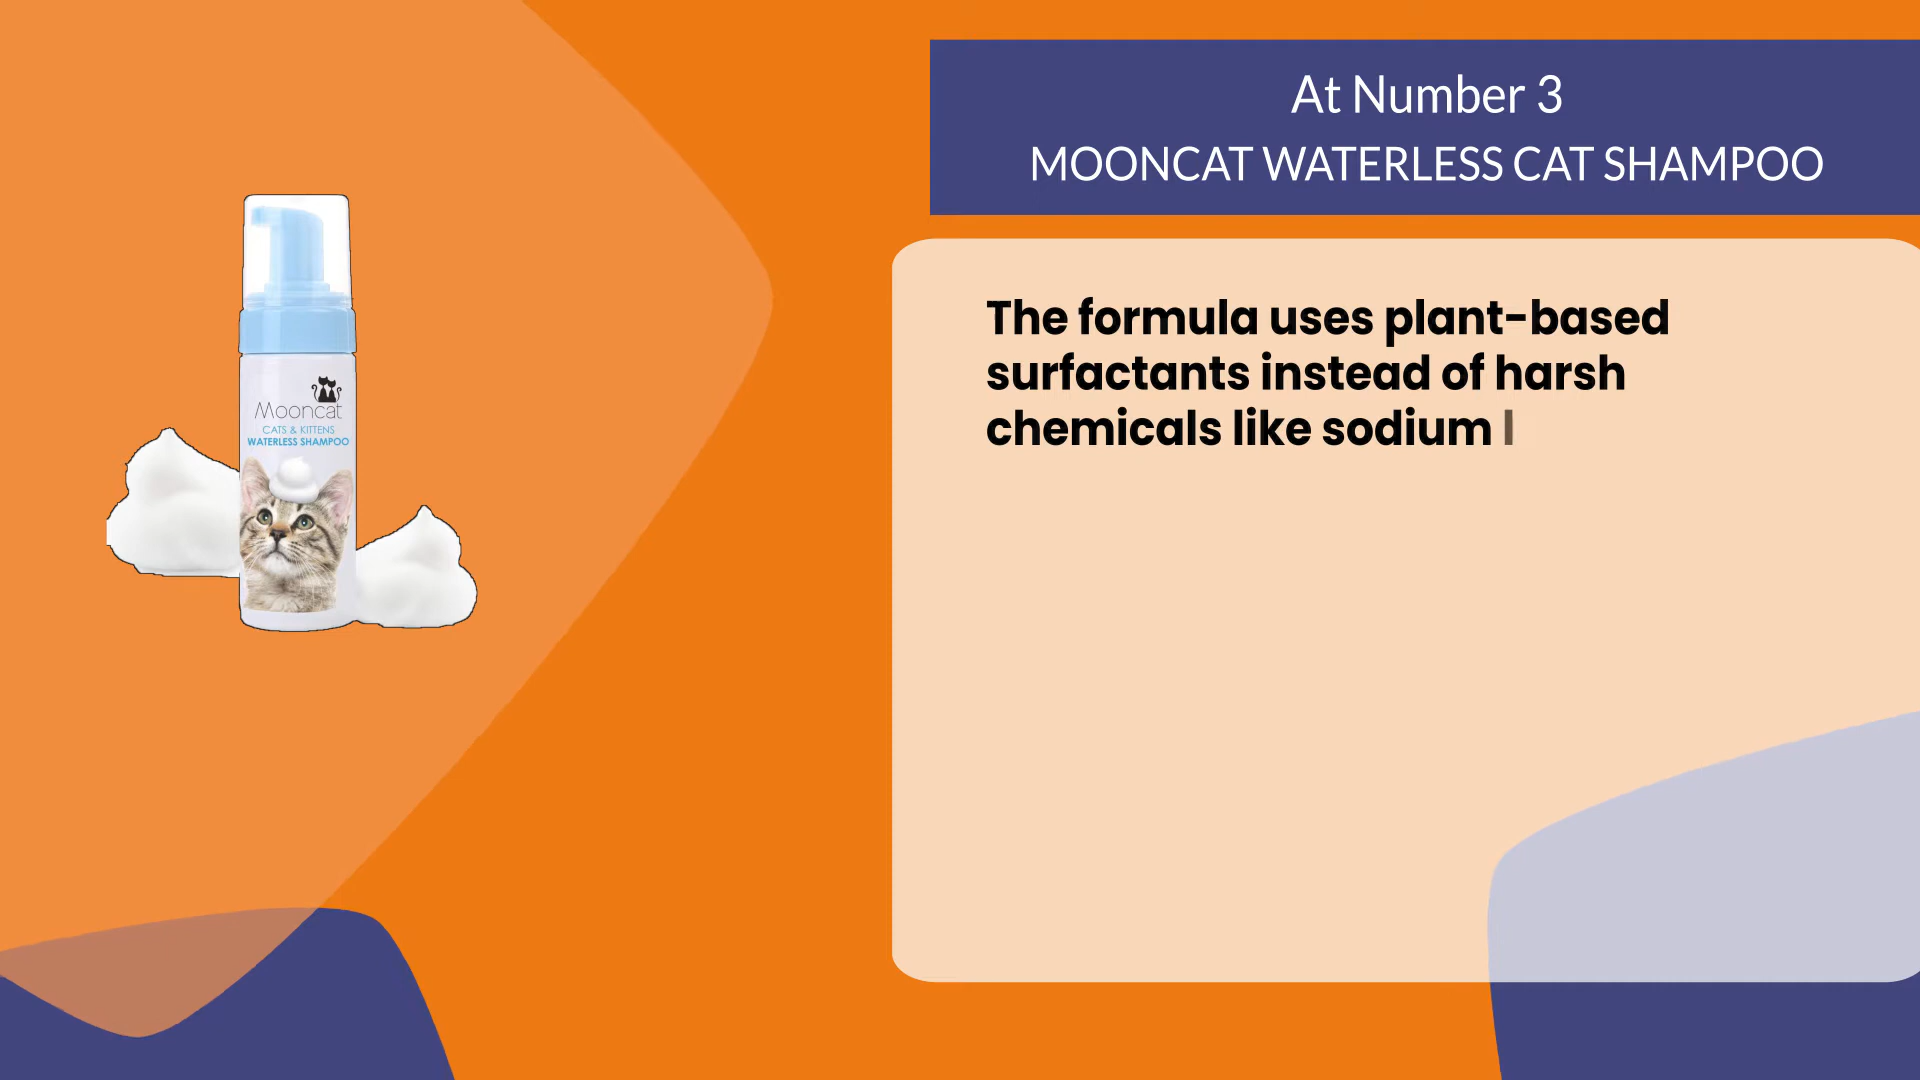 At Number 3
MOONCAT WATERLESS CAT SHAMPOO
The formula uses plant-based
surfactants instead of harsh
chemicals like sodium l
Mooncat
CATS & KITTENS
WATERLESS SHAMPOO